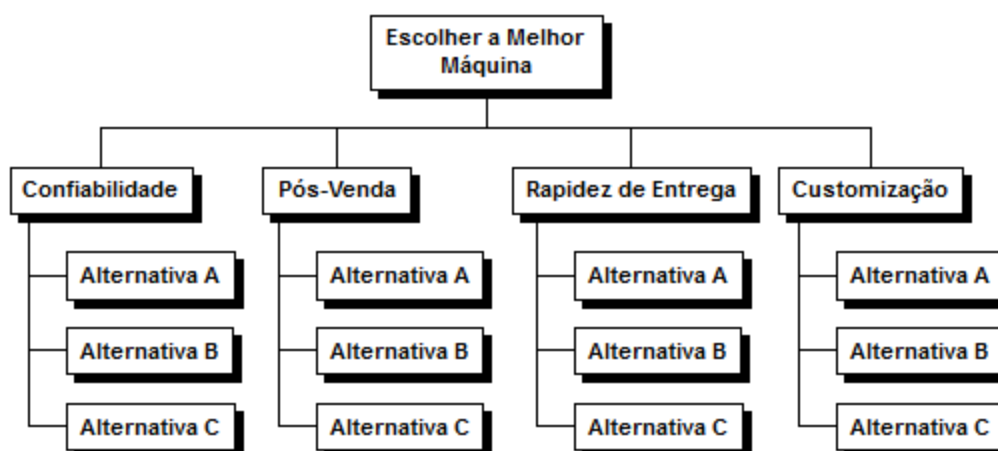 Escolher a Melhor
Máquina
Confiabilidade
Pós-Venda
Rapidez de Entrega
Customização
Alternativa A
Alternativa A
Alternativa A
Alternativa A
Alternativa B
Alternativa B
Alternativa B
Alternativa B
Alternativa C
Alternativa C
Alternativa C
Alternativa C